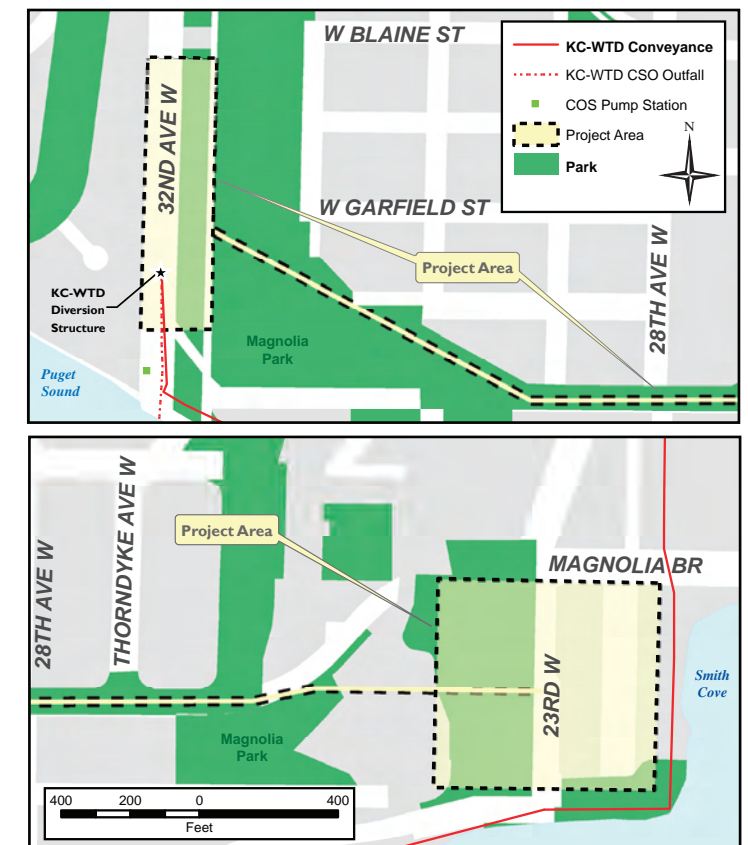 W BLAINE ST
KC-WTD Conveyance
KC-WTD CSO Outfall
COS Pump Station
Project Area
Park
N
32ND AVE W
W GARFIELD ST
28TH AVE W
Project Area
KC-WTD
Diversion
Structure
Magnolia
Park
Puget
Sound
THORNDYKE AVE W
28TH AVE W
Project Area
MAGNOLIA BR
23RD W
Smith
Cove
Magnolia
Park
400 200 0 400
Feet